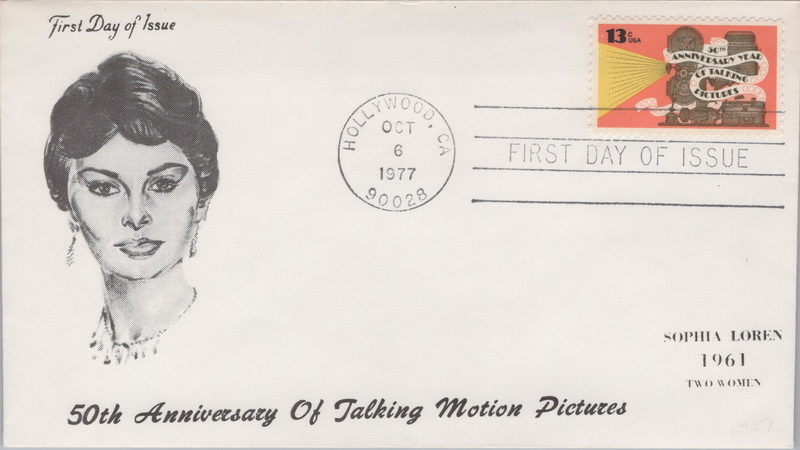 First Day of Issue
13c
USA
50TH
ANNIVERSARY YEAR
OF TALKING
PICTURES
HOLLYWOOD, CA
OCT
6
1977
90028
FIRST DAY OF ISSUE
SOPHIA LOREN
1961
TWO WOMEN
50th Anniversary Of Talking Motion Pictures